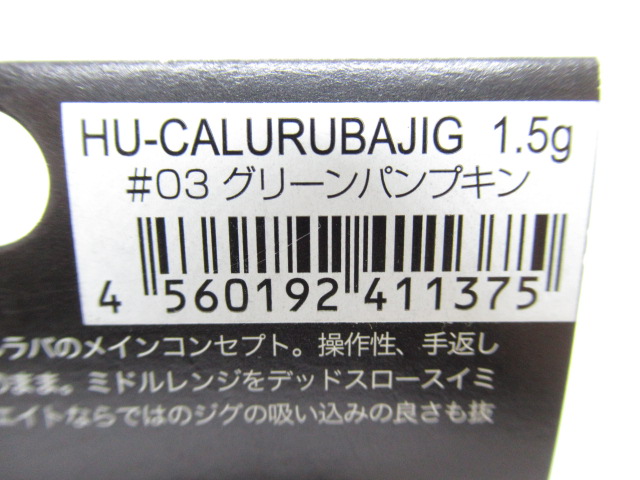 HU-CALURUBAJIG 1.5g
#03 グリーンパンプキン
4 560192 411375
ルラバのメインコンセプト。操作性、手返し
のまま。ミドルレンジをデッドスロースイミ
エイトならではのジグの吸い込みの良さも抜